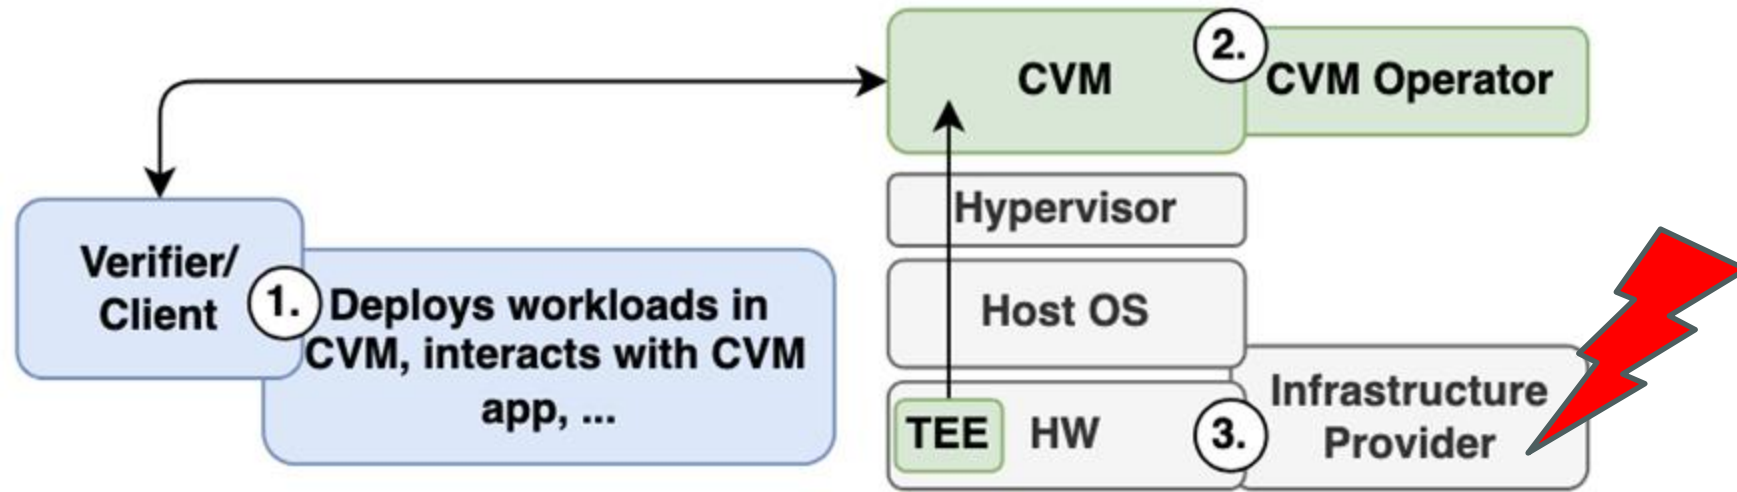 CVM
2.
CVM Operator
Hypervisor
Verifier/
Client
1.
Deploys workloads in
CVM, interacts with CVM
app, ...
Host OS
TEE
HW
3.
Infrastructure
Provider